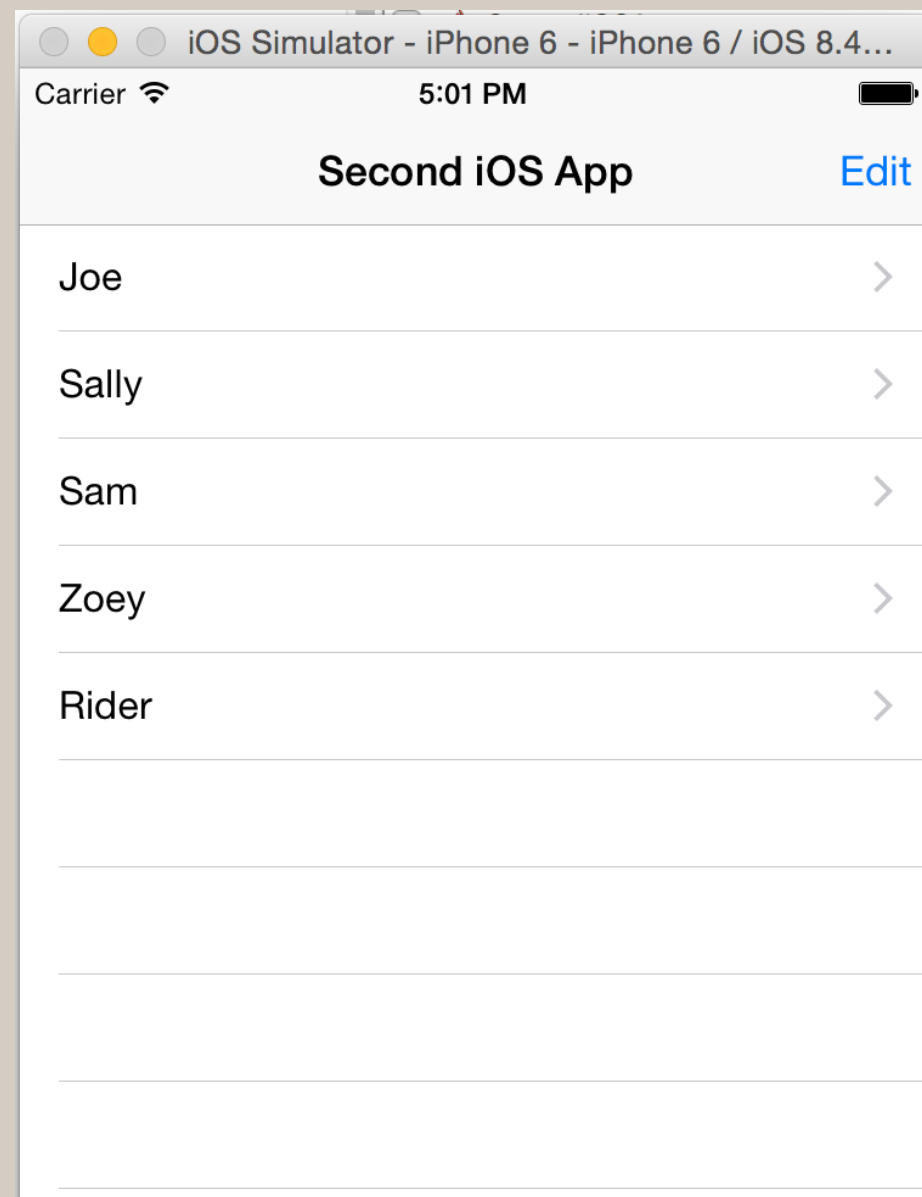 iOS Simulator - iPhone 6 - iPhone 6 / iOS 8.4...
Carrier 5:01 PM
Second iOS App Edit
Joe
Sally
Sam
Zoey
Rider